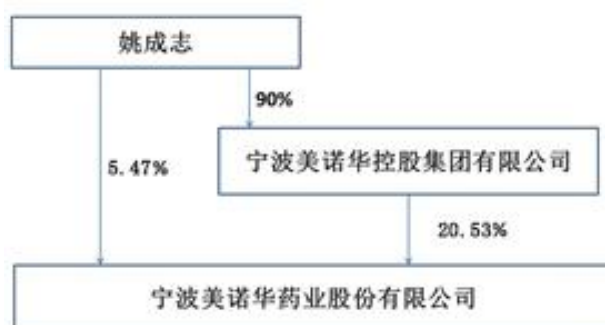 姚成志
90%
宁波美诺华控股集团有限公司
5.47%
20.53%
宁波美诺华药业股份有限公司